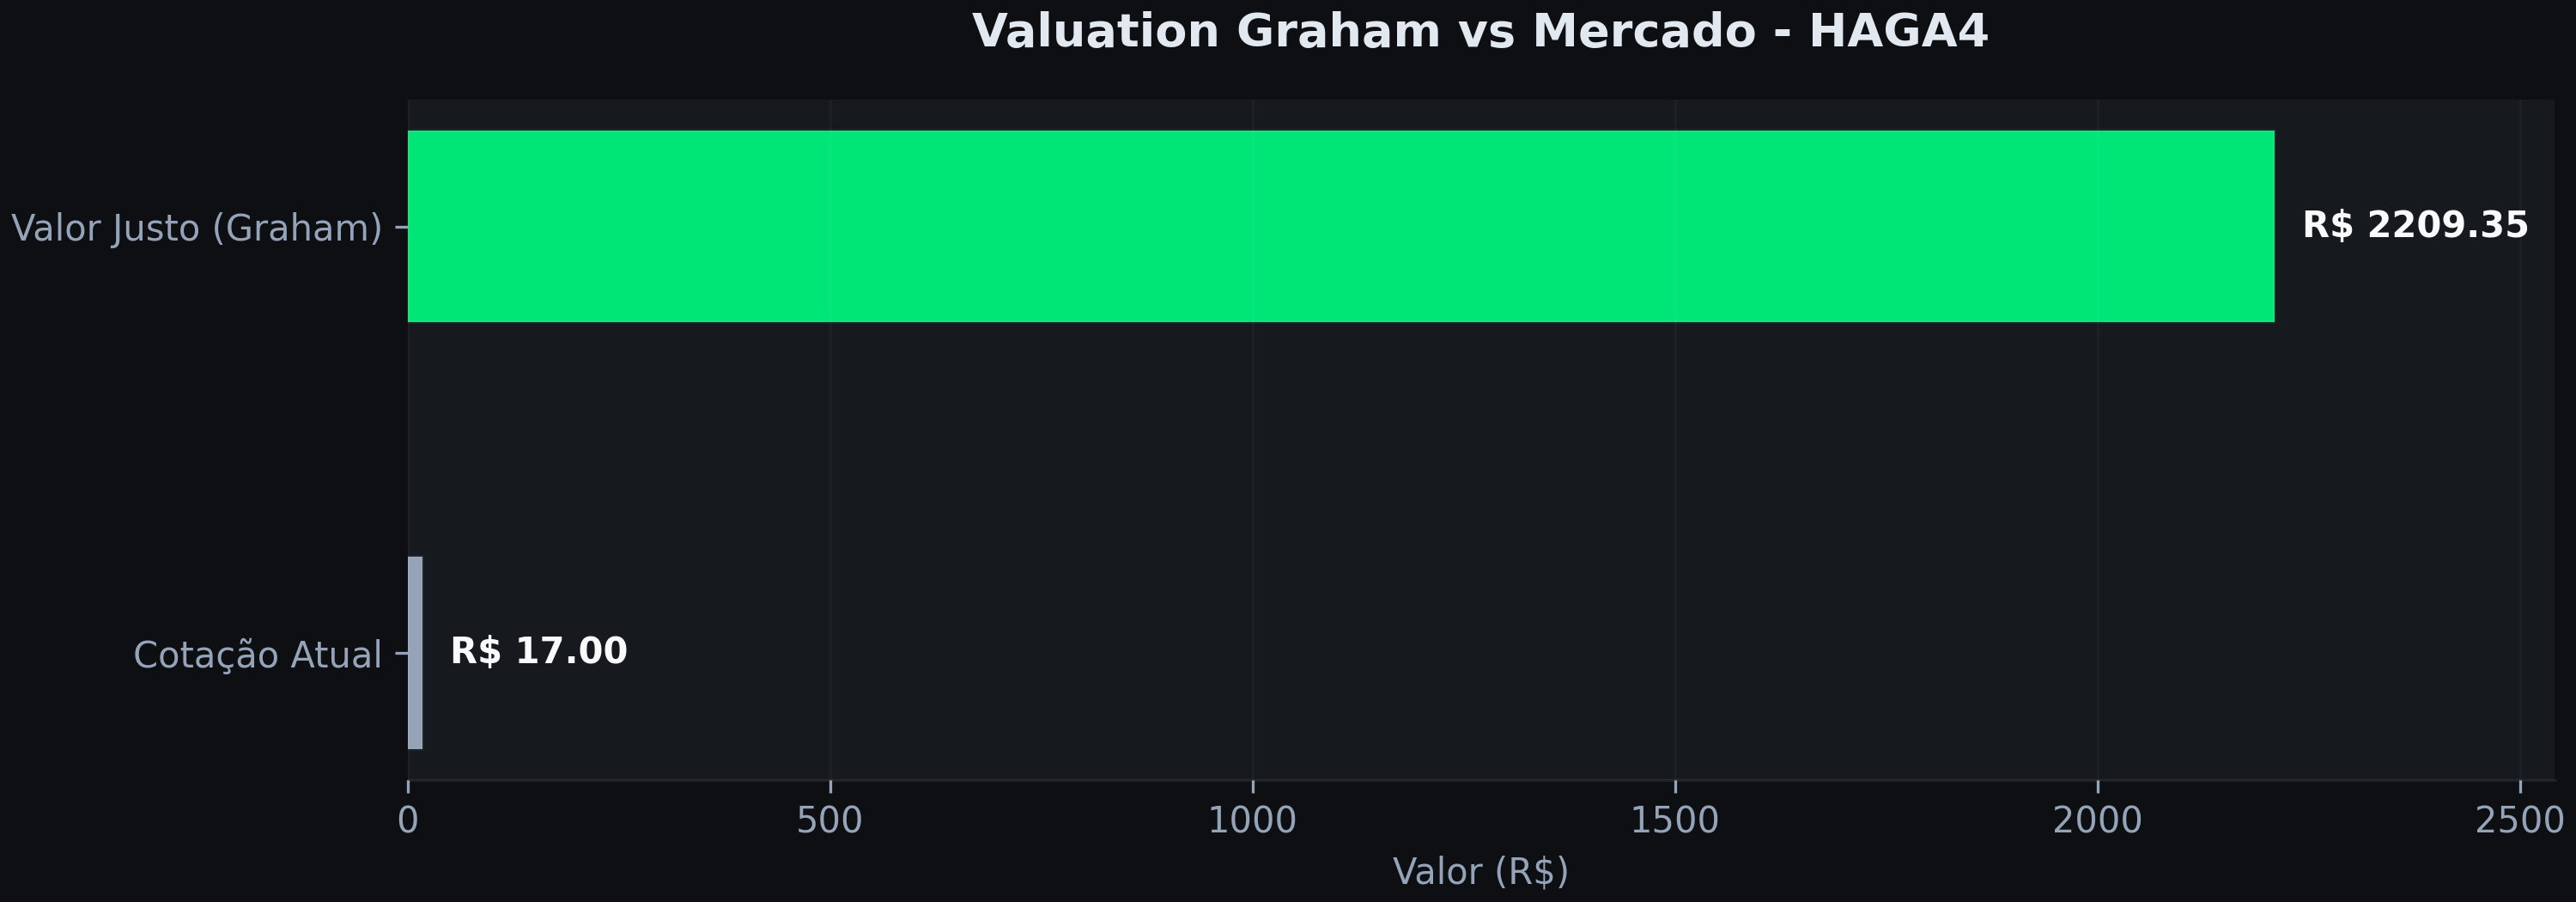 Valuation Graham vs Mercado - HAGA4
Valor Justo (Graham)
R$ 2209.35
Cotação Atual
R$ 17.00
0 500 1000 1500 2000 2500
Valor (R$)